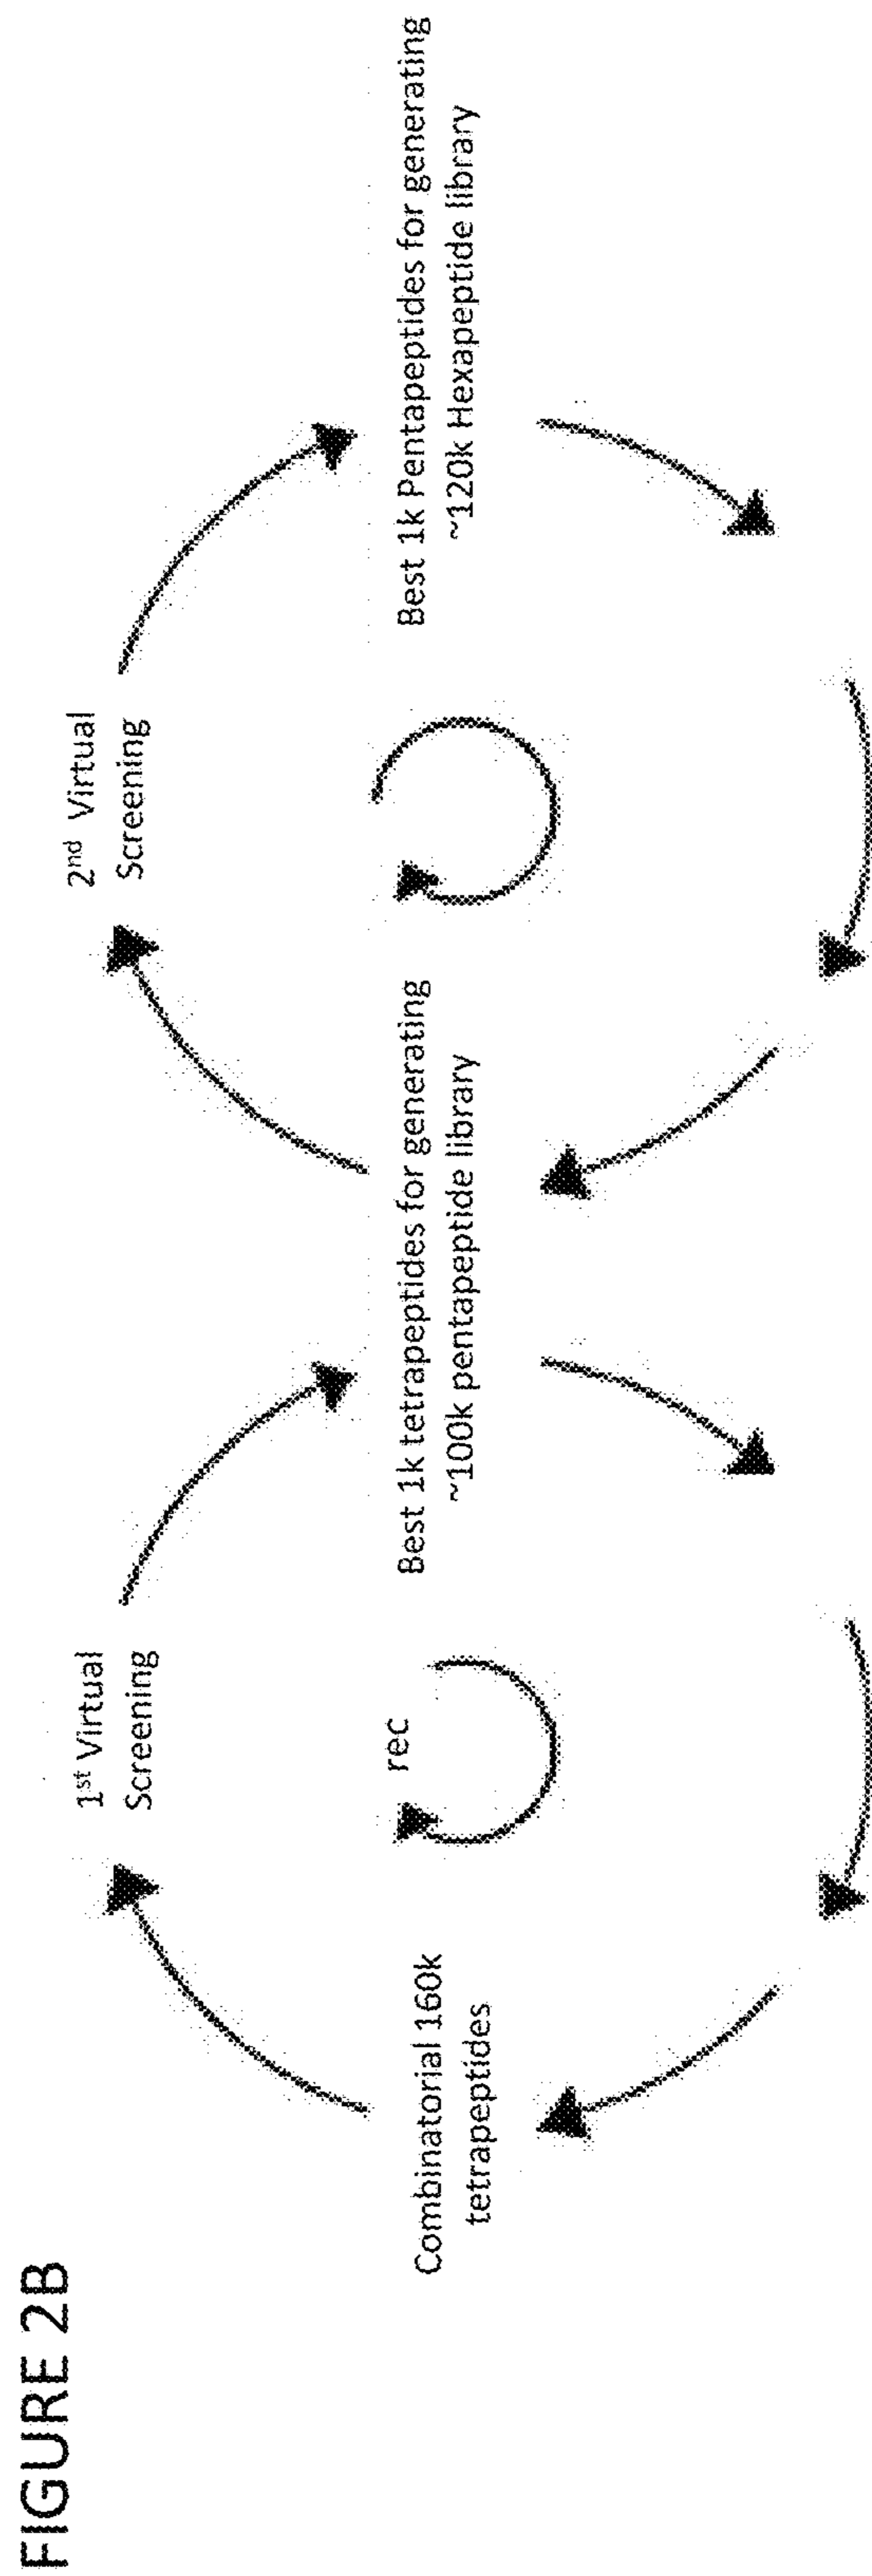 FIGURE 2B
1st Virtual
Screening
2nd Virtual
Screening
Combinatorial 160k
tetrapeptides
rec
Best 1k tetrapeptides for generating
~100k pentapeptide library
Best 1k Pentapeptides for generating
~120k Hexapeptide library